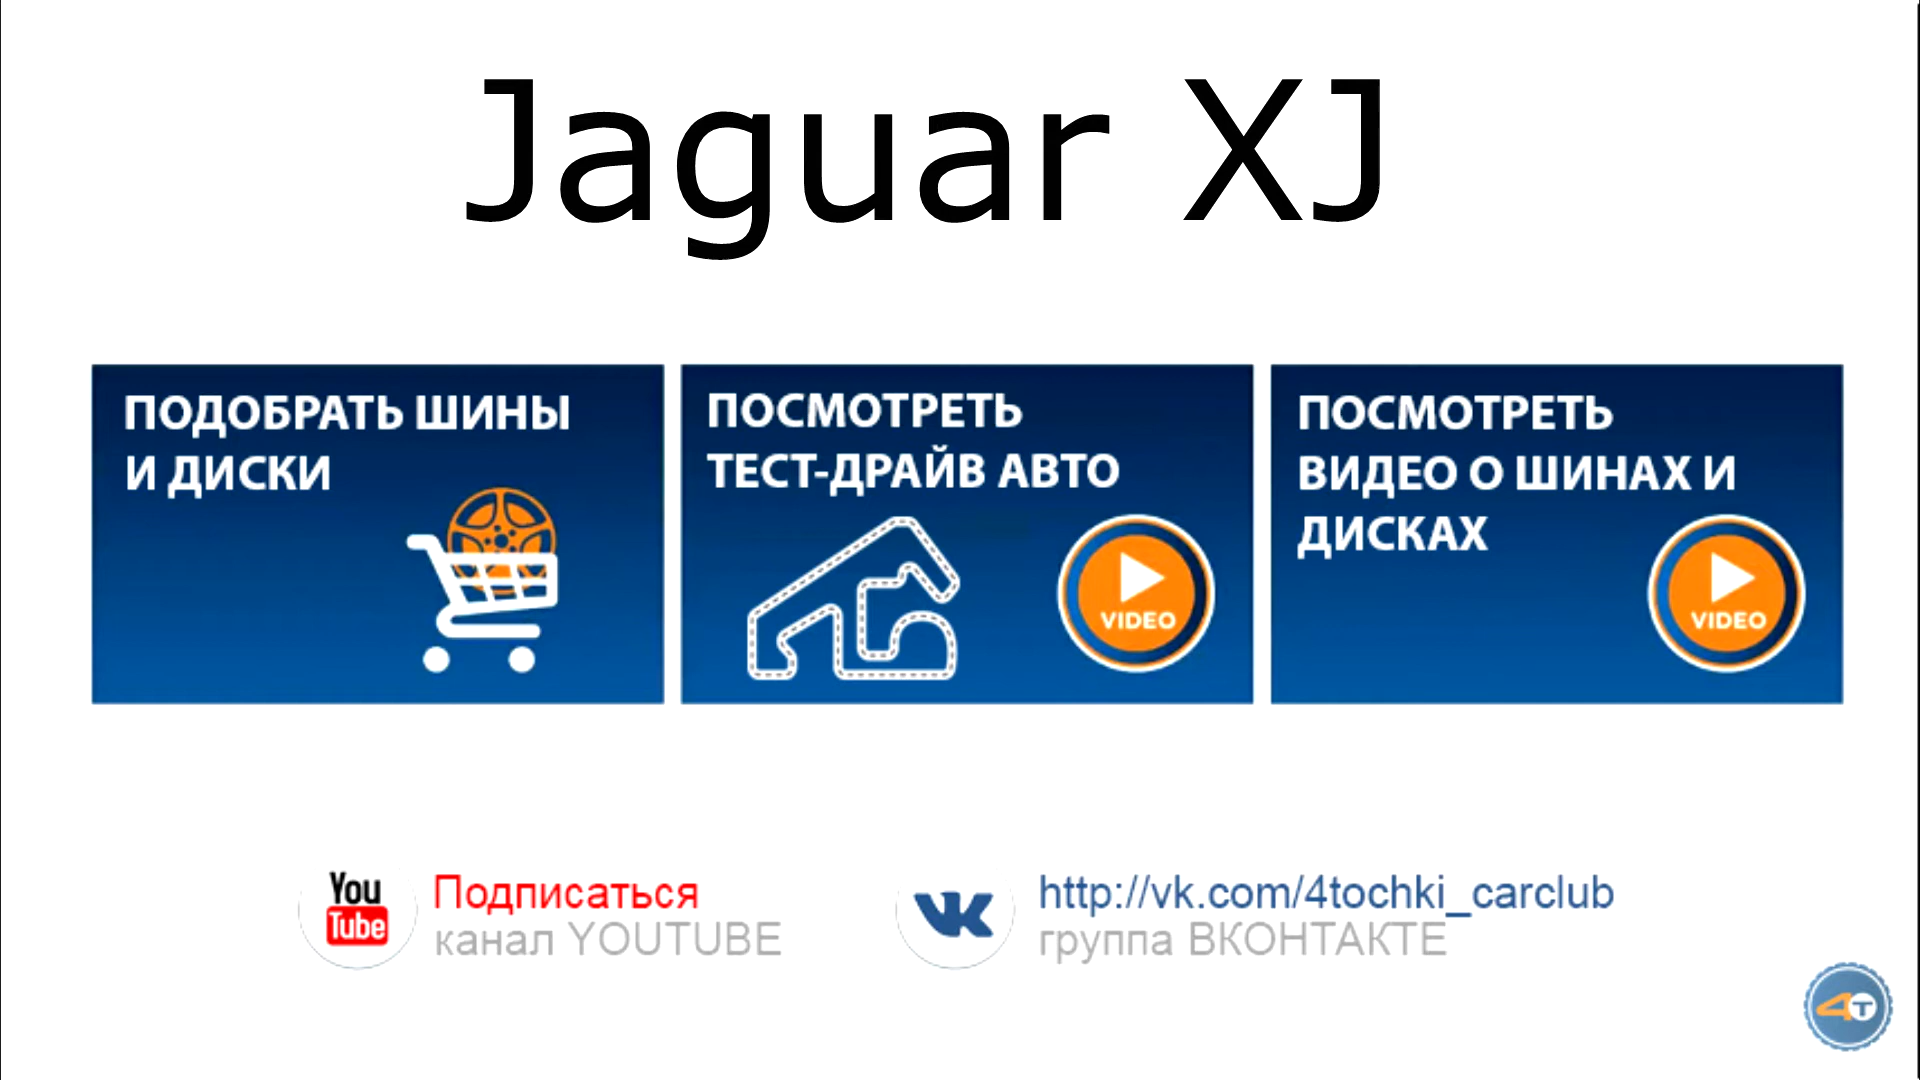 Jaguar XJ
ПОДОБРАТЬ ШИНЫ
И ДИСКИ
ПОСМОТРЕТЬ
ТЕСТ-ДРАЙВ АВТО
VIDEO
ПОСМОТРЕТЬ
ВИДЕО О ШИНАХ И
ДИСКАХ
VIDEO
You
Tube
Подписаться
канал YOUTUBE
http://vk.com/4tochki_carclub
группа ВКОНТАКТЕ
4T